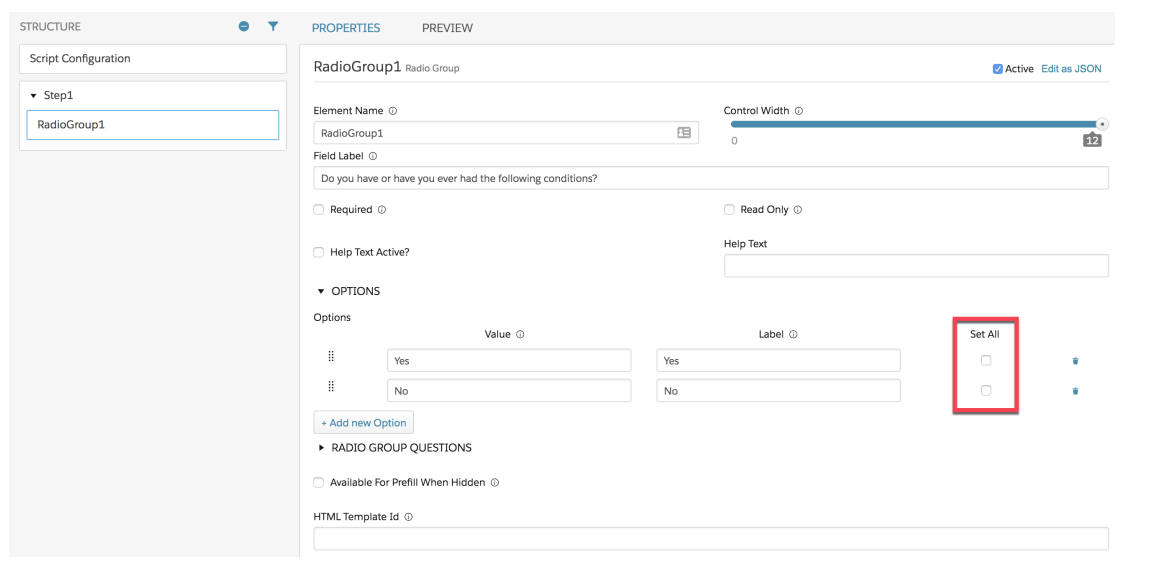 STRUCTURE
PROPERTIES PREVIEW
Script Configuration
Step1
RadioGroup1
RadioGroup1 Radio Group
Active Edit as JSON
Element Name
Control Width
RadioGroup1
0
12
Field Label
Do you have or have you ever had the following conditions?
Required
Read Only
Help Text Active?
Help Text
OPTIONS
Options
Value Label Set All
Yes Yes
No No
+ Add new Option
RADIO GROUP QUESTIONS
Available For Prefill When Hidden
HTML Template Id